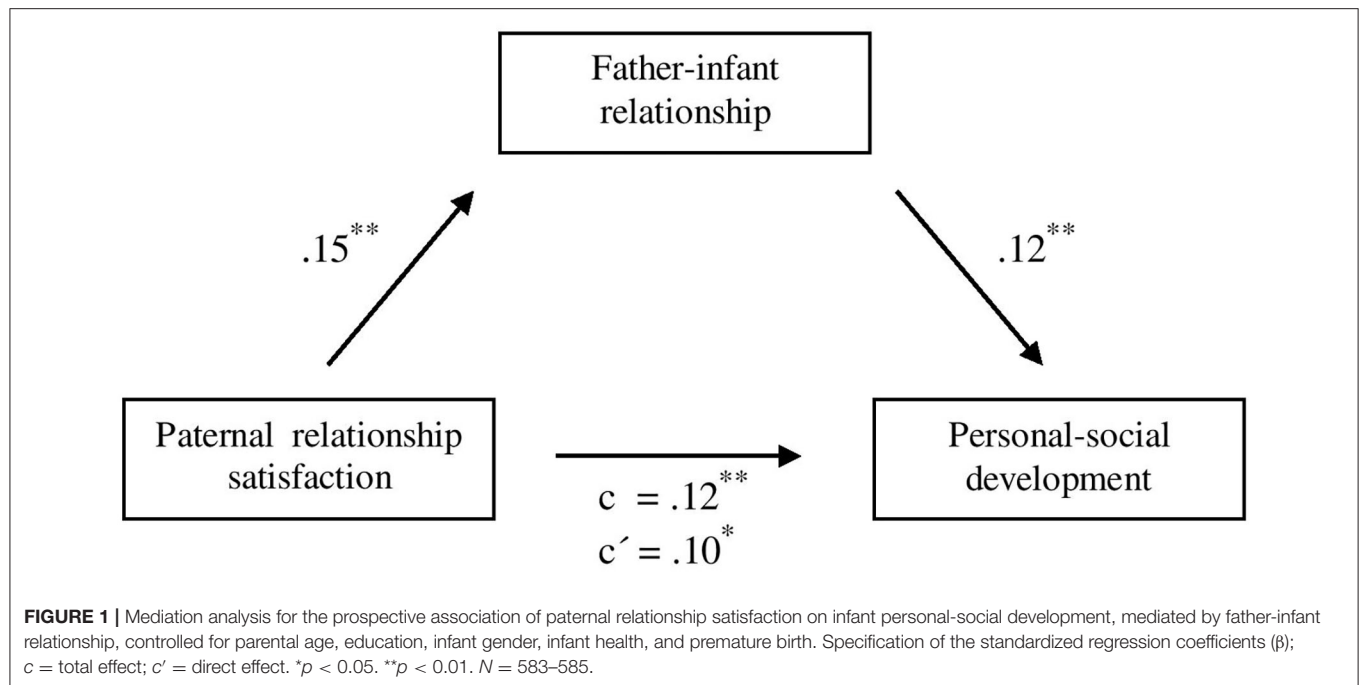 Father-infant
relationship
.15**
.12**
Paternal relationship
satisfaction
Personal-social
development
c = .12**
c´ = .10*
FIGURE 1 | Mediation analysis for the prospective association of paternal relationship satisfaction on infant personal-social development, mediated by father-infant
relationship, controlled for parental age, education, infant gender, infant health, and premature birth. Specification of the standardized regression coefficients (β);
c = total effect; c′ = direct effect. *p < 0.05. **p < 0.01. N = 583–585.